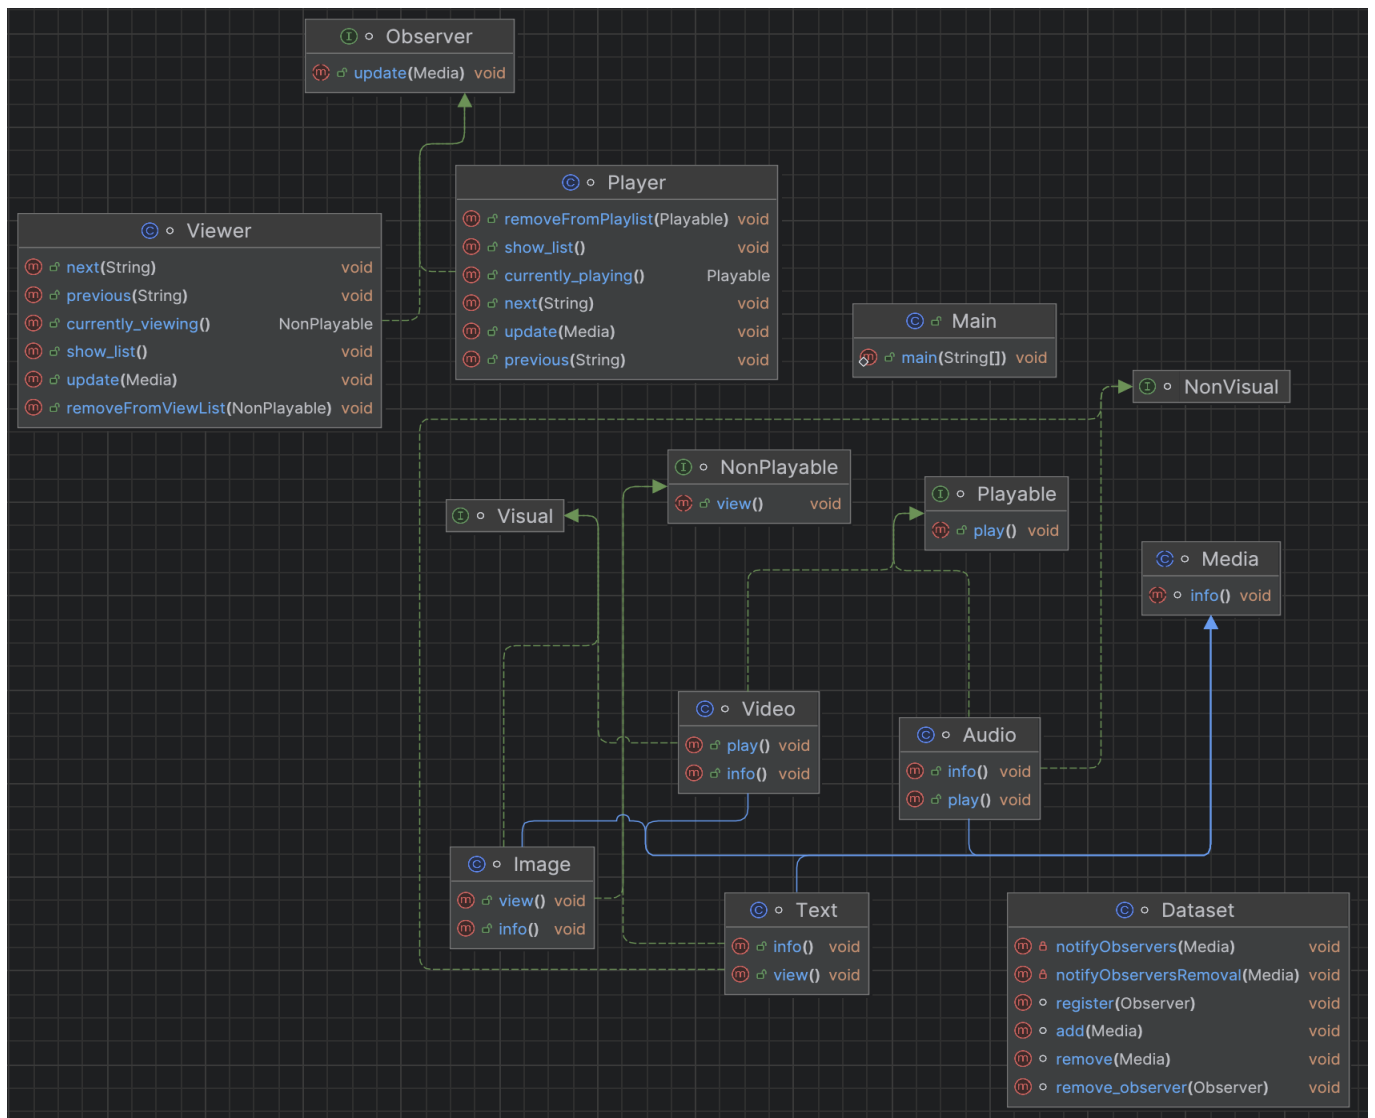 Observer
update(Media) void
Player
removeFromPlaylist(Playable) void
show_list() void
currently_playing() Playable
next(String) void
update(Media) void
previous(String) void
Viewer
next(String) void
previous(String) void
currently_viewing() NonPlayable
show_list() void
update(Media) void
removeFromViewList(NonPlayable) void
Main
main(String[]) void
NonVisual
NonPlayable
view() void
Playable
play() void
Visual
Media
info() void
Video
play() void
info() void
Audio
info() void
play() void
Image
view() void
info() void
Text
info() void
view() void
Dataset
notifyObservers(Media) void
notifyObserversRemoval(Media) void
register(Observer) void
add(Media) void
remove(Media) void
remove_observer(Observer) void